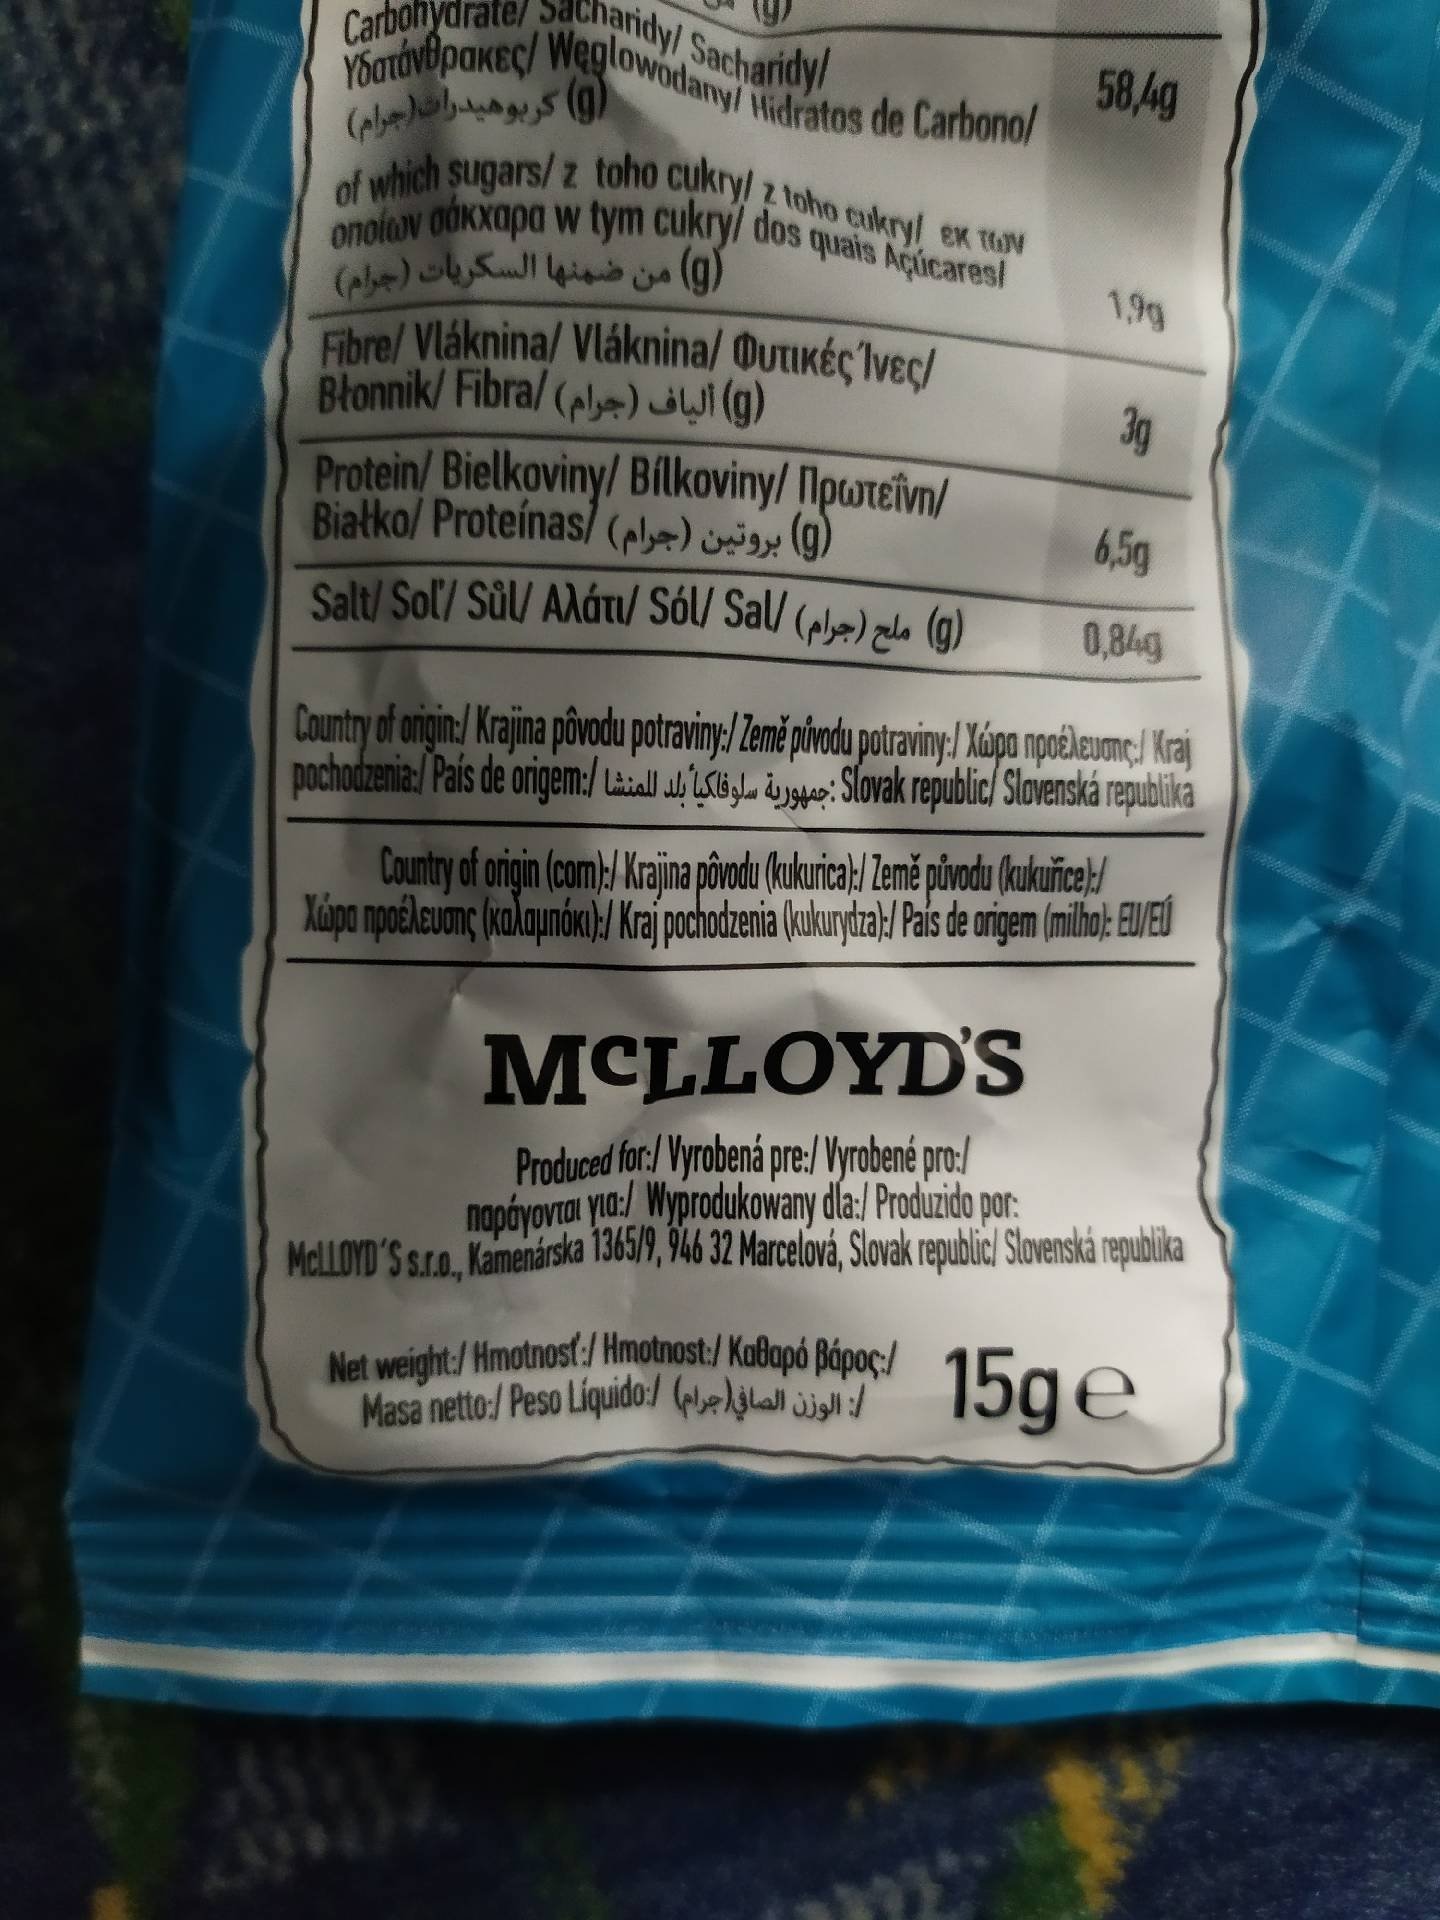 (g)
Carbohydrate/ Sacharidy/ Sacharidy/
Υδατάνθρακες/ Węglowodany/ Hidratos de Carbono/
(g) كربوهيدرات (جرام)
58,4g
of which sugars/ z toho cukry/ z toho cukry/ εκ των
οποίων σάκχαρα w tym cukry/ dos quais Açúcares/
(g) من ضمنها السكريات (جرام)
1,9g
Fibre/ Vláknina/ Vláknina/ Φυτικές Ίνες/
Błonnik/ Fibra/ (g) ألياف (جرام)
3g
Protein/ Bielkoviny/ Bílkoviny/ Πρωτεΐνη/
Białko/ Proteínas/ (g) بروتين (جرام)
6,5g
Salt/ Soľ/ Sůl/ Αλάτι/ Sól/ Sal/ (g) ملح (جرام)
0,84g
Country of origin:/ Krajina pôvodu potraviny:/ Země původu potraviny:/ Χώρα προέλευσης:/ Kraj
pochodzenia:/ País de origem:/ جمهورية سلوفاكيا بلد للمنشا: Slovak republic/ Slovenská republika
Country of origin (corn):/ Krajina pôvodu (kukurica):/ Země původu (kukuřice):/
Χώρα προέλευσης (καλαμπόκι):/ Kraj pochodzenia (kukurydza):/ País de origem (milho): EU/EÚ
McLLOYD'S
Produced for:/ Vyrobená pre:/ Vyrobené pro:/
παράγονται για:/ Wyprodukowany dla:/ Produzido por:
McLLOYD´S s.r.o., Kamenárska 1365/9, 946 32 Marcelová, Slovak republic/ Slovenská republika
Net weight:/ Hmotnosť:/ Hmotnost:/ Καθαρό βάρος:/
Masa netto:/ Peso Líquido:/ الوزن الصافي(جرام) :/
15g e